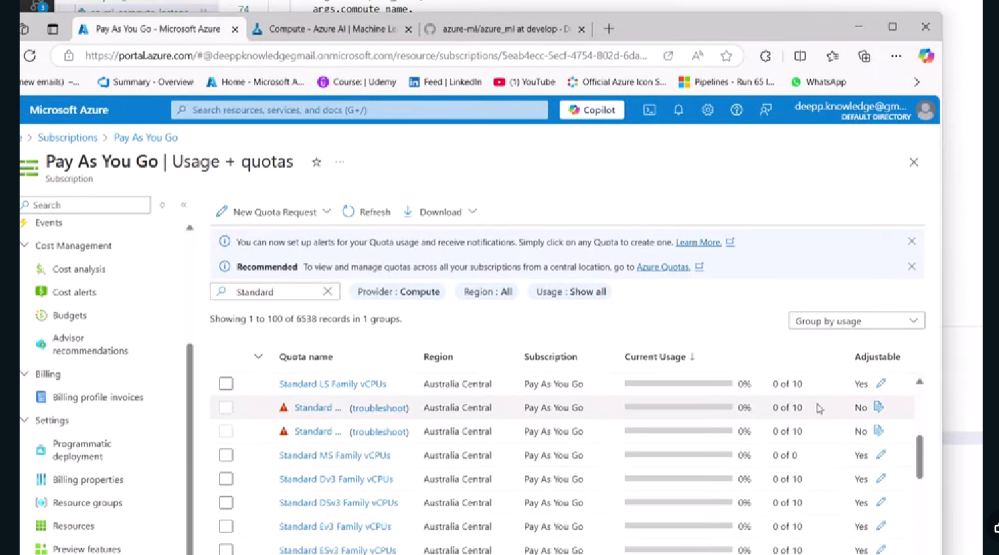 74
args.compute_name,
3
Pay As You Go - Microsoft Azure
Compute - Azure AI | Machine Le
azure-ml/azure_ml at develop · D
https://portal.azure.com/#@deeppknowledgegmail.onmicrosoft.com/resource/subscriptions/5eab4ecc-5ecf-4754-802d-6da...
new emails) –...
Summary - Overview
Home - Microsoft A...
Course: | Udemy
Feed | LinkedIn
(1) YouTube
Official Azure Icon S...
Pipelines - Run 65 l...
WhatsApp
Microsoft Azure
Search resources, services, and docs (G+/)
Copilot
deepp.knowledge@gm...
DEFAULT DIRECTORY
e > Subscriptions > Pay As You Go
Pay As You Go | Usage + quotas
Subscription
Search
Events
Cost Management
Cost analysis
Cost alerts
Budgets
Advisor
recommendations
Billing
Billing profile invoices
Settings
Programmatic
deployment
Billing properties
Resource groups
Resources
Preview features
New Quota Request
Refresh
Download
You can now set up alerts for your Quota usage and receive notifications. Simply click on any Quota to create one. Learn More.
Recommended To view and manage quotas across all your subscriptions from a central location, go to Azure Quotas.
Standard
Provider : Compute
Region : All
Usage : Show all
Showing 1 to 100 of 6538 records in 1 groups.
Group by usage
Quota name Region Subscription Current Usage ↓ Adjustable
Standard LS Family vCPUs Australia Central Pay As You Go 0% 0 of 10 Yes
Standard ... (troubleshoot) Australia Central Pay As You Go 0% 0 of 10 No
Standard ... (troubleshoot) Australia Central Pay As You Go 0% 0 of 10 No
Standard MS Family vCPUs Australia Central Pay As You Go 0% 0 of 0 Yes
Standard Dv3 Family vCPUs Australia Central Pay As You Go 0% 0 of 10 Yes
Standard DSv3 Family vCPUs Australia Central Pay As You Go 0% 0 of 10 Yes
Standard Ev3 Family vCPUs Australia Central Pay As You Go 0% 0 of 10 Yes
Standard ESv3 Family vCPUs Australia Central Pay As You Go 0% 0 of 10 Yes